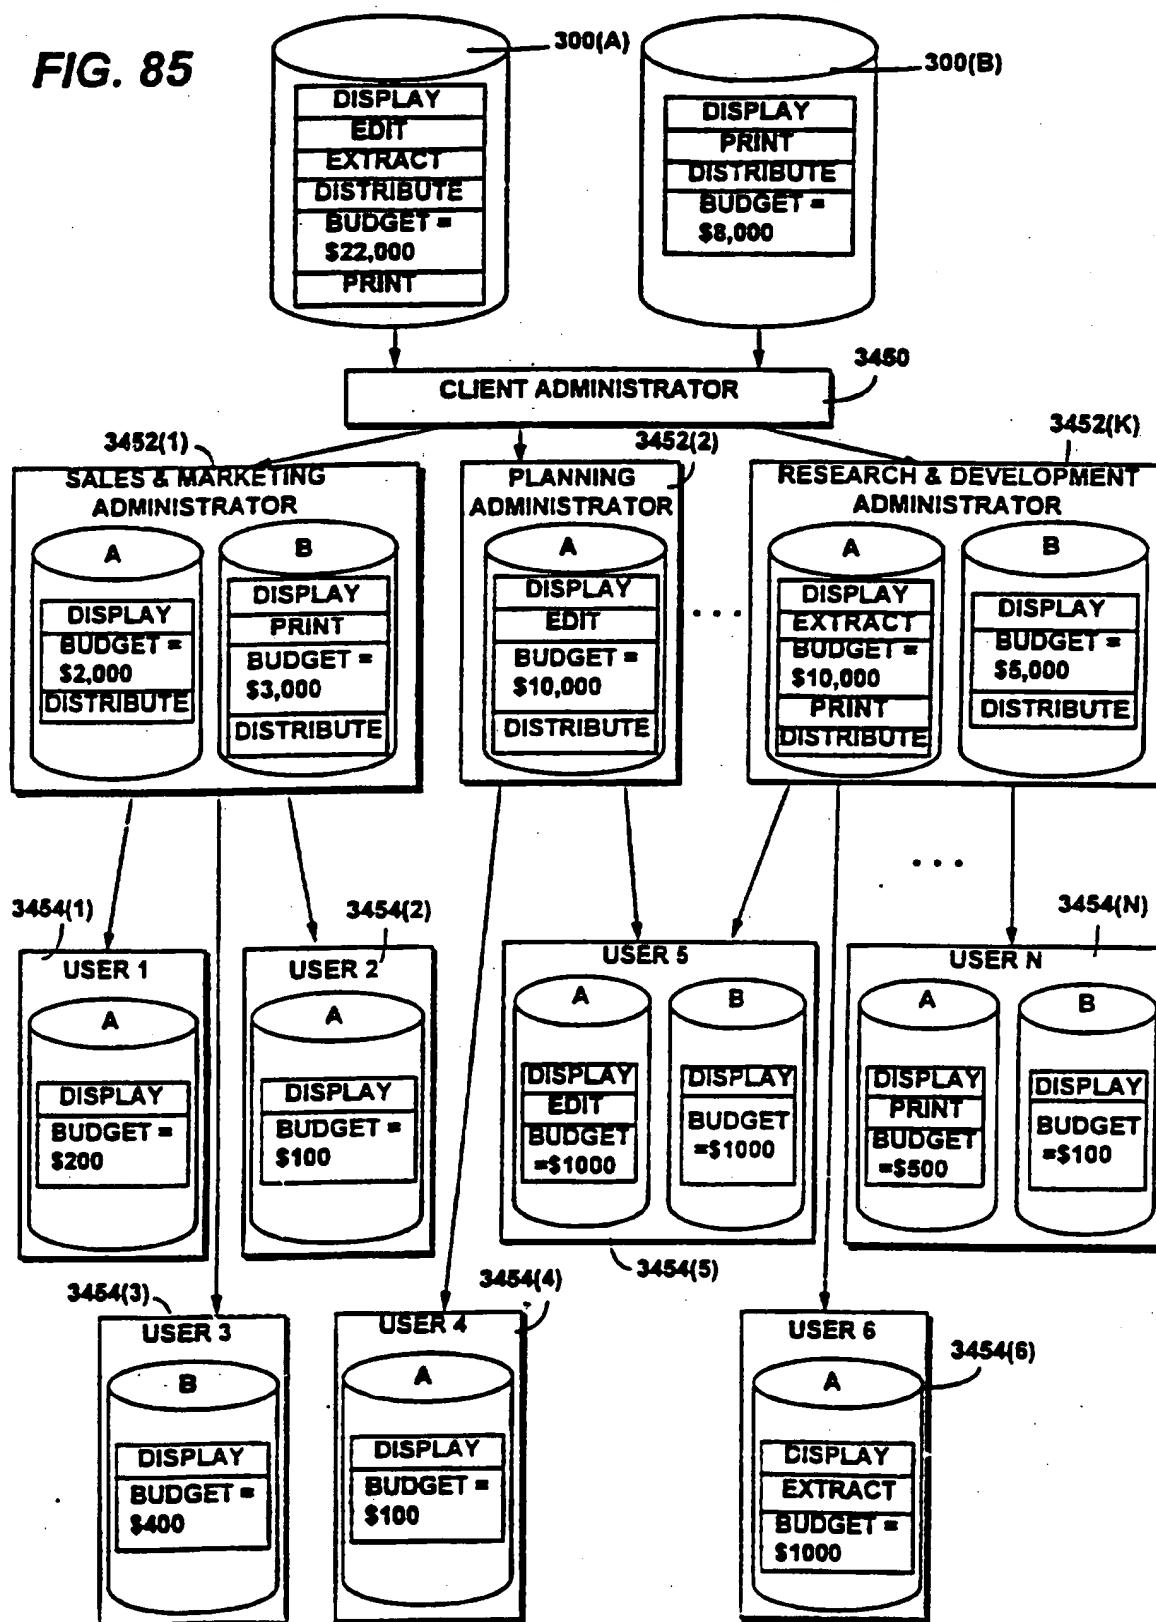 FIG. 85
300(A)
DISPLAY
EDIT
EXTRACT
DISTRIBUTE
BUDGET =
$22,000
PRINT
300(B)
DISPLAY
PRINT
DISTRIBUTE
BUDGET =
$8,000
3450
CLIENT ADMINISTRATOR
3452(1)
SALES & MARKETING
ADMINISTRATOR
A
DISPLAY
BUDGET =
$2,000
DISTRIBUTE
B
DISPLAY
PRINT
BUDGET =
$3,000
DISTRIBUTE
3452(2)
PLANNING
ADMINISTRATOR
A
DISPLAY
EDIT
BUDGET =
$10,000
DISTRIBUTE
. . .
3452(K)
RESEARCH & DEVELOPMENT
ADMINISTRATOR
A
DISPLAY
EXTRACT
BUDGET =
$10,000
PRINT
DISTRIBUTE
B
DISPLAY
BUDGET =
$5,000
DISTRIBUTE
. . .
3454(1)
USER 1
A
DISPLAY
BUDGET =
$200
3454(2)
USER 2
A
DISPLAY
BUDGET =
$100
USER 5
A
DISPLAY
EDIT
BUDGET
=$1000
B
DISPLAY
BUDGET
=$1000
3454(5)
3454(N)
USER N
A
DISPLAY
PRINT
BUDGET
=$500
B
DISPLAY
BUDGET
=$100
3454(3)
USER 3
B
DISPLAY
BUDGET =
$400
3454(4)
USER 4
A
DISPLAY
BUDGET =
$100
USER 6
3454(6)
A
DISPLAY
EXTRACT
BUDGET =
$1000